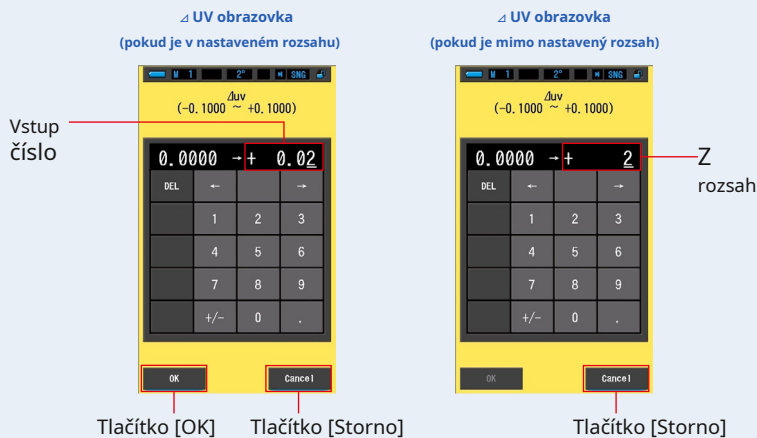 ⊿ UV obrazovka
(pokud je v nastaveném rozsahu)
M 1 2° M SNG
⊿uv
(-0.1000 ~ +0.1000)
Vstup
číslo
0.0000 → + 0.02
DEL ← →
1 2 3
4 5 6
7 8 9
+/- 0 .
OK Cancel
Tlačítko [OK] Tlačítko [Storno]
⊿ UV obrazovka
(pokud je mimo nastavený rozsah)
M 1 2° M SNG
⊿uv
(-0.1000 ~ +0.1000)
0.0000 → + 2
Z
rozsah
DEL ← →
1 2 3
4 5 6
7 8 9
+/- 0 .
OK Cancel
Tlačítko [Storno]